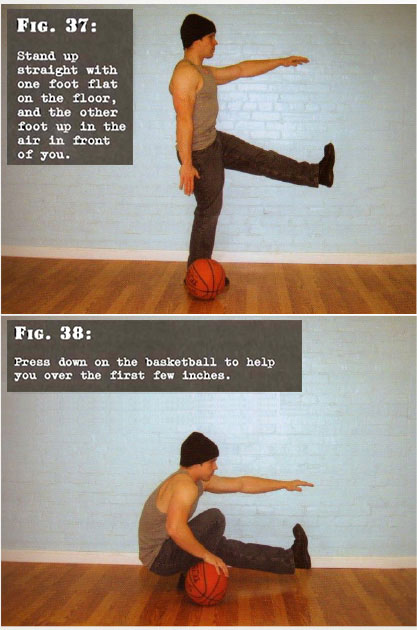 FIG. 37:
Stand up
straight with
one foot flat
on the floor,
and the other
foot up in the
air in front
of you.
FIG. 38:
Press down on the basketball to help
you over the first few inches.